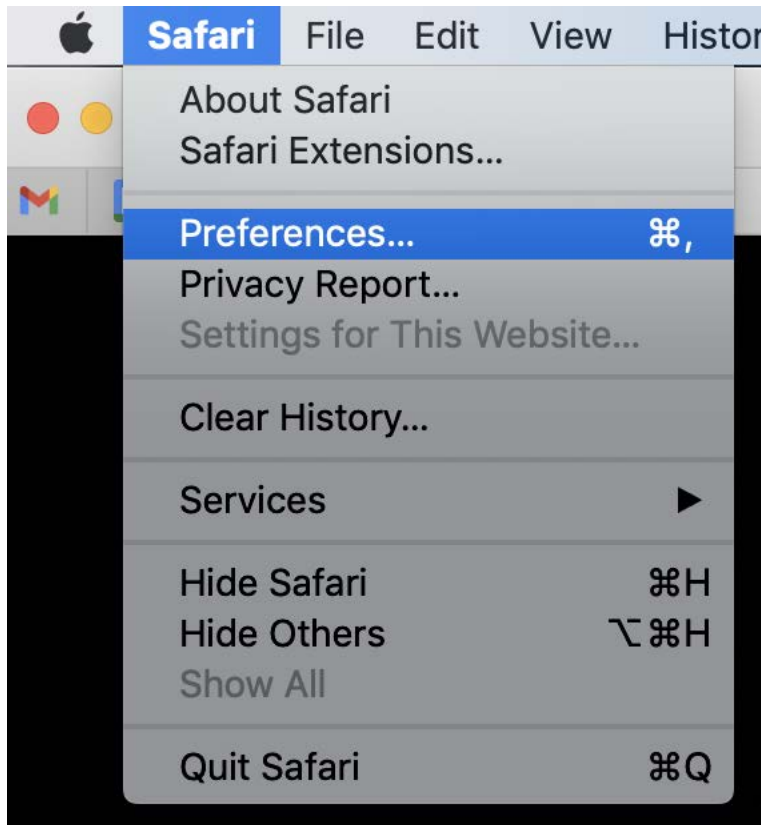 Safari File Edit View Histor
About Safari
Safari Extensions...
Preferences... ⌘,
Privacy Report...
Settings for This Website...
Clear History...
Services ▶
Hide Safari ⌘H
Hide Others ⌥⌘H
Show All
Quit Safari ⌘Q